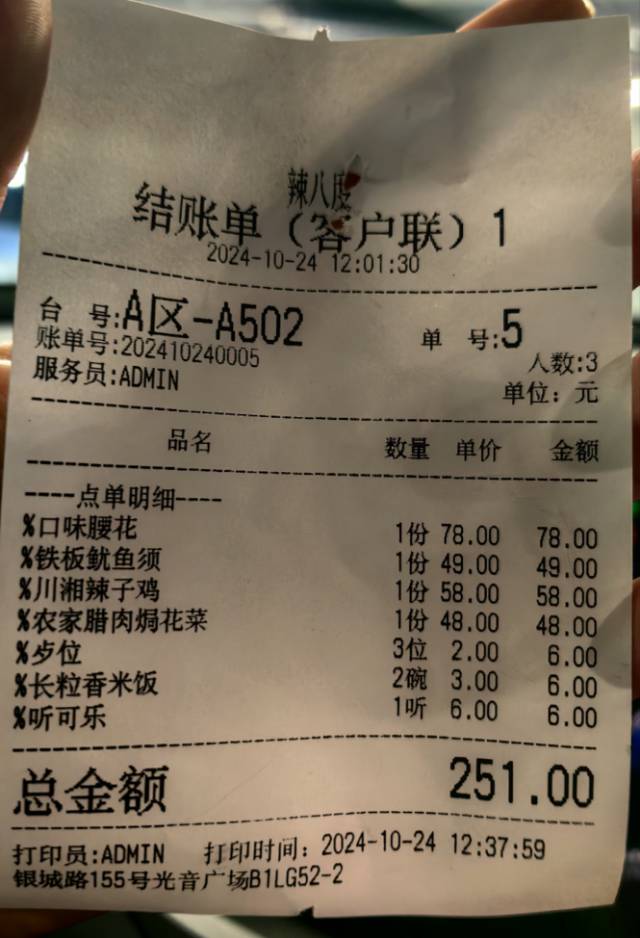 辣八度
结账单（客户联）1
2024-10-24 12:01:30
台 号:A区-A502 单 号:5
账单号:202410240005 人数:3
服务员:ADMIN 单位：元
品名 数量 单价 金额
----点单明细----
%口味腰花 1份 78.00 78.00
%铁板鱿鱼须 1份 49.00 49.00
%川湘辣子鸡 1份 58.00 58.00
%农家腊肉焗花菜 1份 48.00 48.00
%歺位 3位 2.00 6.00
%长粒香米饭 2碗 3.00 6.00
%听可乐 1听 6.00 6.00
总金额 251.00
打印员:ADMIN 打印时间：2024-10-24 12:37:59
银城路155号光音广场B1LG52-2